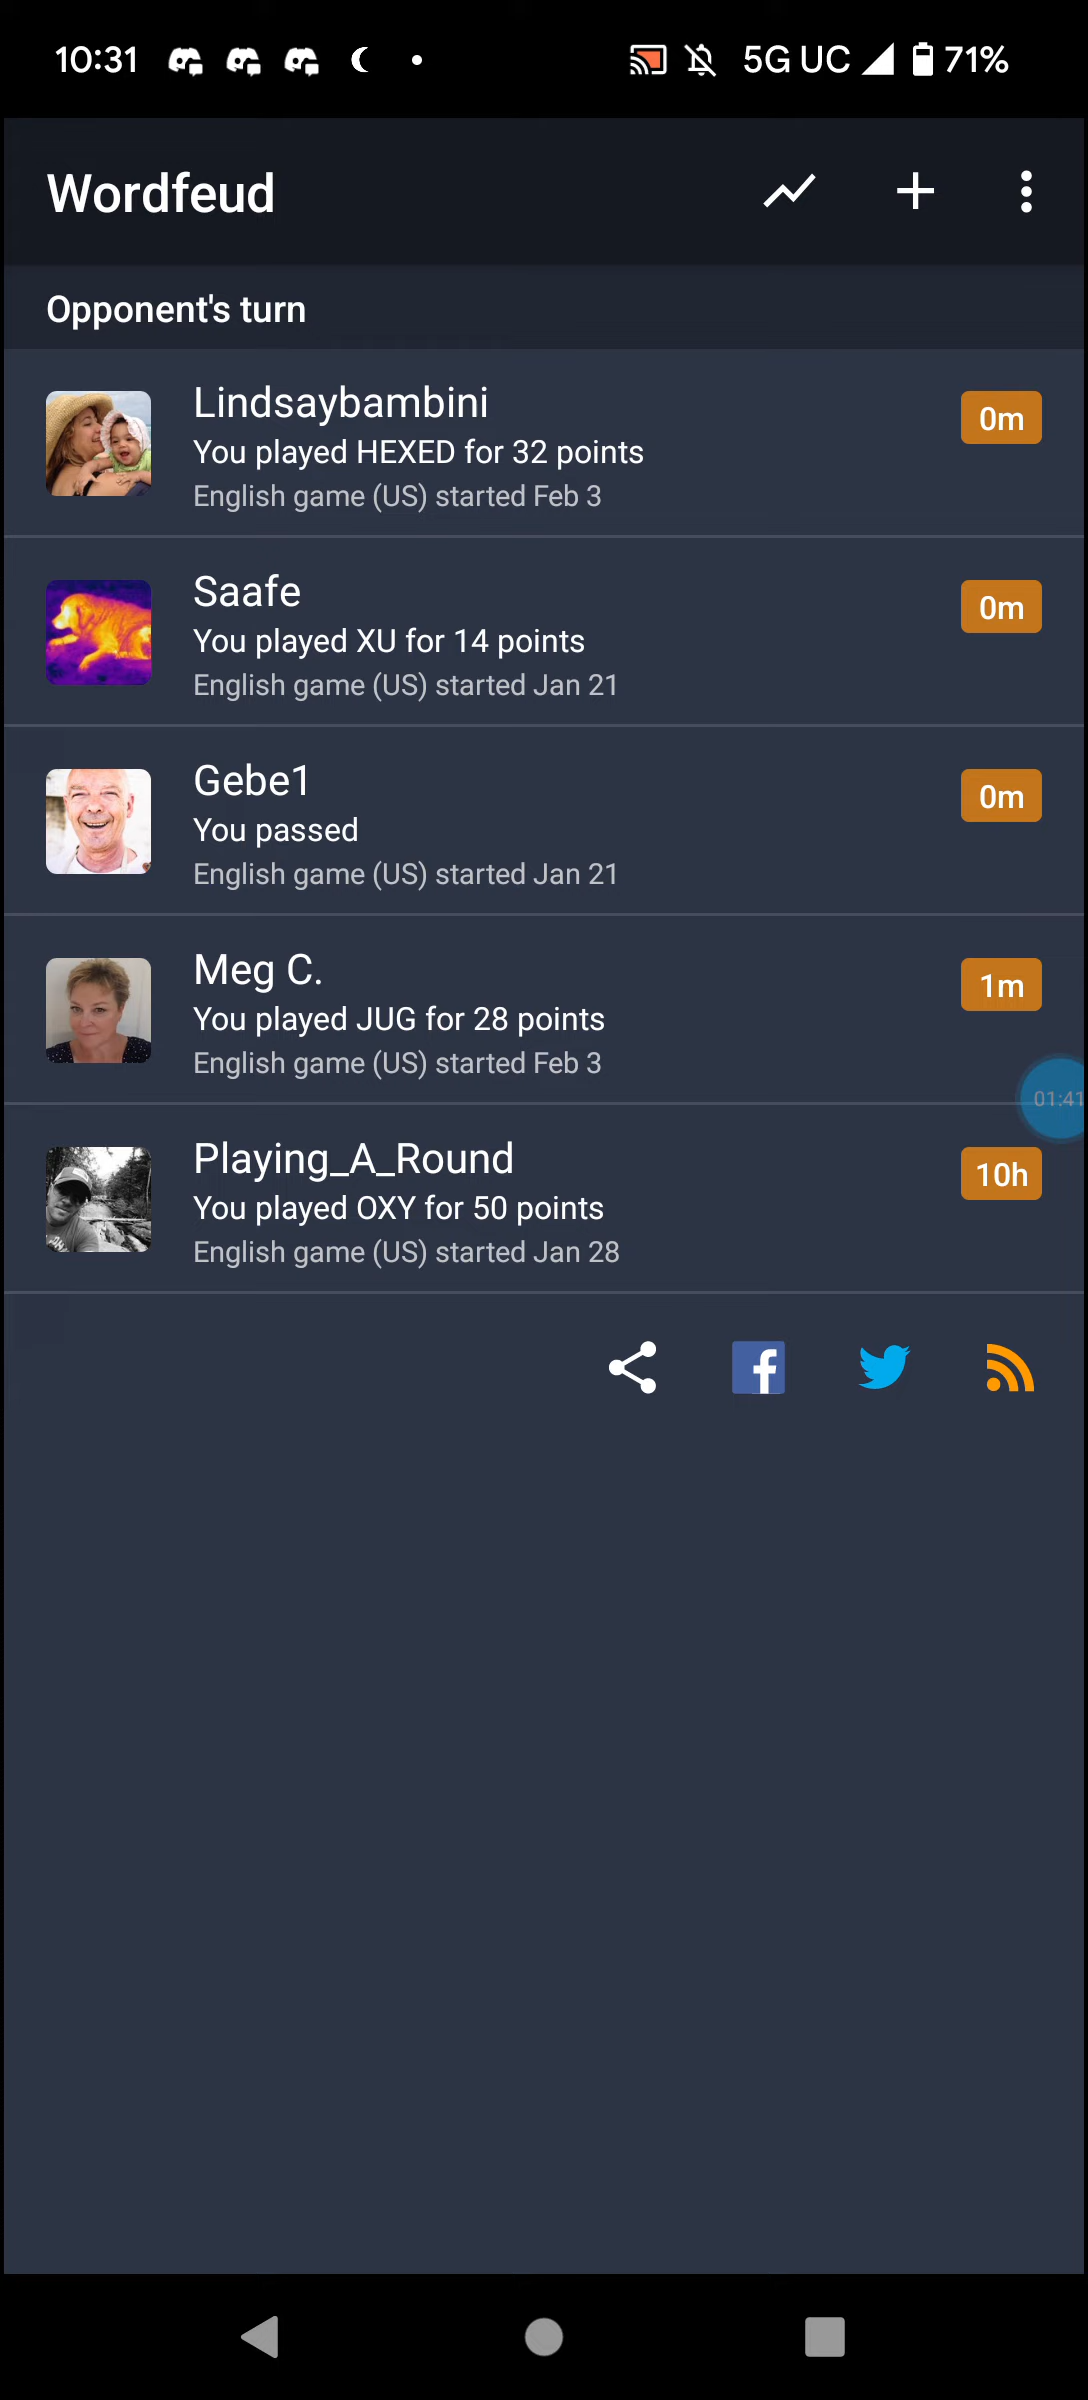 10:31 5G UC 71%
Wordfeud
Opponent's turn
Lindsaybambini
0m
You played HEXED for 32 points
English game (US) started Feb 3
Saafe
0m
You played XU for 14 points
English game (US) started Jan 21
Gebe1
0m
You passed
English game (US) started Jan 21
Meg C.
1m
You played JUG for 28 points
English game (US) started Feb 3
01:41
Playing_A_Round
10h
You played OXY for 50 points
English game (US) started Jan 28